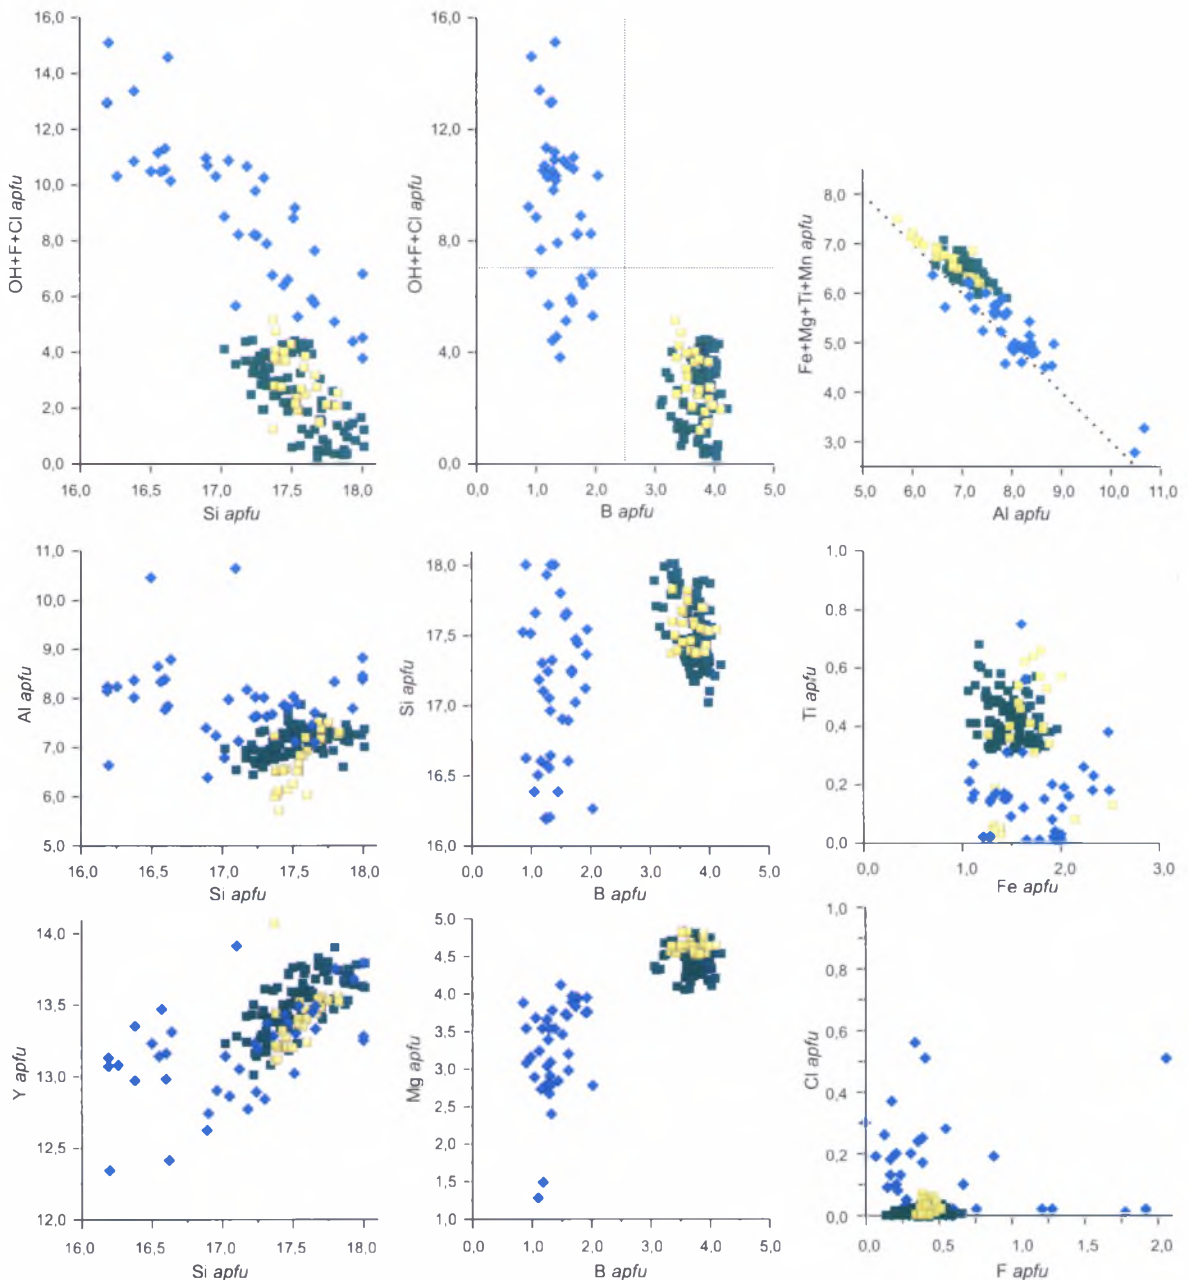 16,0
14,0
12,0
10,0
8,0
6,0
4,0
2,0
0,0
OH+F+Cl apfu
16,0 16,5 17,0 17,5 18,0
Si apfu
16,0
12,0
8,0
4,0
0,0
OH+F+Cl apfu
0,0 1,0 2,0 3,0 4,0 5,0
B apfu
8,0
7,0
6,0
5,0
4,0
3,0
Fe+Mg+Ti+Mn apfu
5,0 6,0 7,0 8,0 9,0 10,0 11,0
Al apfu
11,0
10,0
9,0
8,0
7,0
6,0
5,0
Al apfu
16,0 16,5 17,0 17,5 18,0
Si apfu
18,0
17,5
17,0
16,5
16,0
Si apfu
0,0 1,0 2,0 3,0 4,0 5,0
B apfu
1,0
0,8
0,6
0,4
0,2
0,0
Ti apfu
0,0 1,0 2,0 3,0
Fe apfu
14,0
13,5
13,0
12,5
12,0
Y apfu
16,0 16,5 17,0 17,5 18,0
Si apfu
5,0
4,5
4,0
3,5
3,0
2,5
2,0
1,5
1,0
Mg apfu
0,0 1,0 2,0 3,0 4,0 5,0
B apfu
1,0
0,8
0,6
0,4
0,2
0,0
Cl apfu
0,0 0,5 1,0 1,5 2,0
F apfu